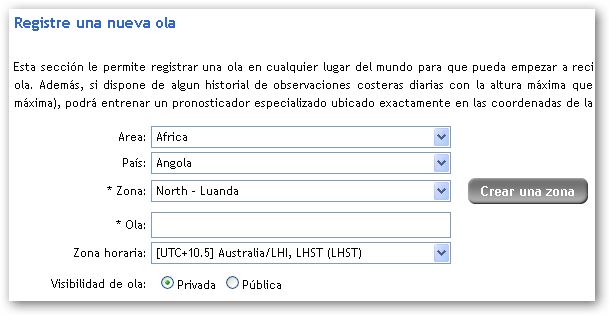 Registre una nueva ola
Esta sección le permite registrar una ola en cualquier lugar del mundo para que pueda empezar a reci
ola. Además, si dispone de algun historial de observaciones costeras diarias con la altura máxima que
máxima), podrá entrenar un pronosticador especializado ubicado exactamente en las coordenadas de la
Area: Africa
País: Angola
* Zona: North - Luanda Crear una zona
* Ola:
Zona horaria: [UTC+10.5] Australia/LHI, LHST (LHST)
Visibilidad de ola: Privada Pública